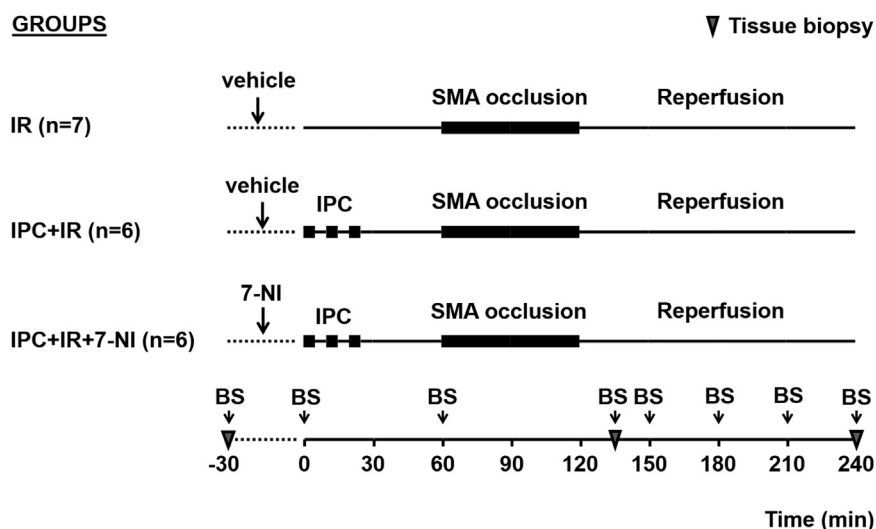 GROUPS
Tissue biopsy
vehicle
IR (n=7)
SMA occlusion
Reperfusion
vehicle
IPC+IR (n=6)
IPC
SMA occlusion
Reperfusion
7-NI
IPC+IR+7-NI (n=6)
IPC
SMA occlusion
Reperfusion
BS BS BS BS BS BS BS BS
-30 0 30 60 90 120 150 180 210 240
Time (min)